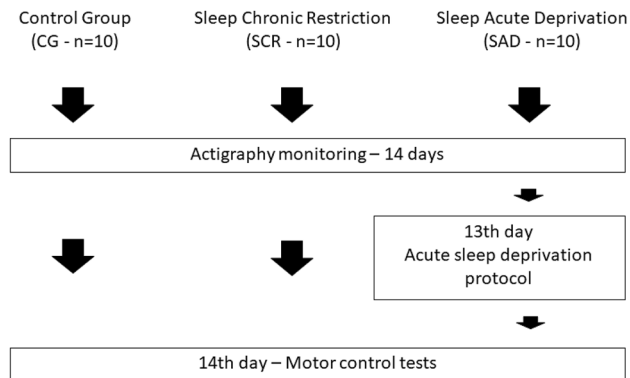 Control Group
(CG - n=10)
Sleep Chronic Restriction
(SCR - n=10)
Sleep Acute Deprivation
(SAD - n=10)
Actigraphy monitoring – 14 days
13th day
Acute sleep deprivation
protocol
14th day – Motor control tests